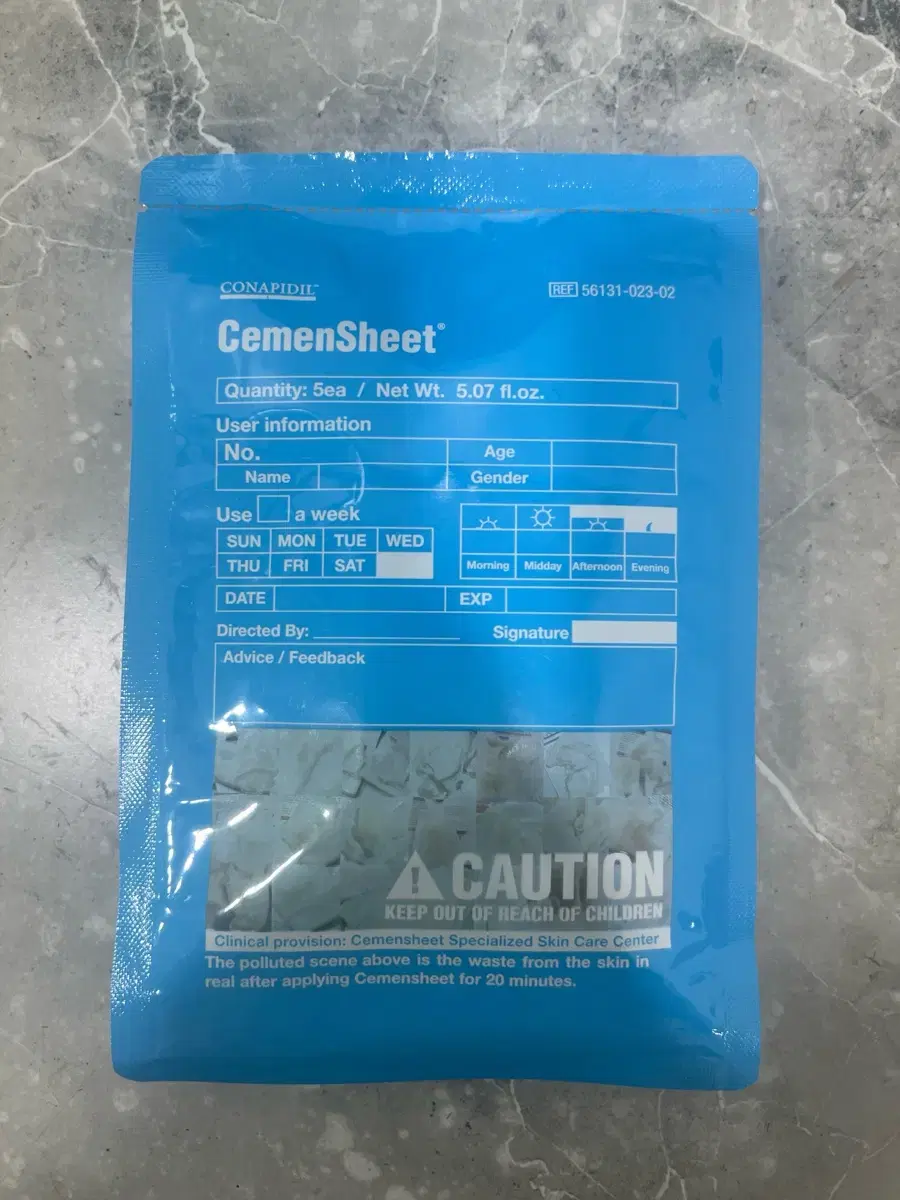 CONAPIDIL™
REF 56131-023-02
CemenSheet®
Quantity: 5ea / Net Wt. 5.07 fl.oz.
User information
No. Age
Name Gender
Use a week
SUN MON TUE WED
THU FRI SAT
Morning Midday Afternoon Evening
DATE EXP
Directed By: Signature
Advice / Feedback
CAUTION
KEEP OUT OF REACH OF CHILDREN
Clinical provision: Cemensheet Specialized Skin Care Center
The polluted scene above is the waste from the skin in
real after applying Cemensheet for 20 minutes.